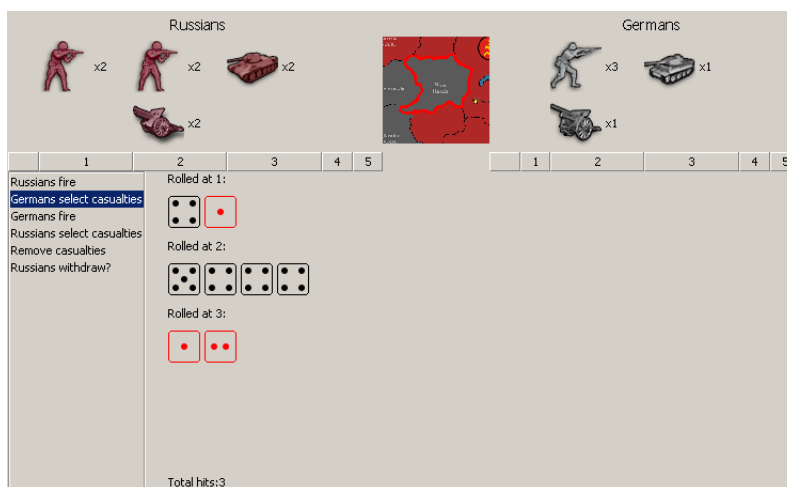 Russians
Germans
x2
x2
x2
x3
x1
x2
x1
1 2 3 4 5
1 2 3 4 5
Russians fire
Rolled at 1:
Germans select casualties
Germans fire
Russians select casualties
Rolled at 2:
Remove casualties
Russians withdraw?
Rolled at 3:
Total hits:3